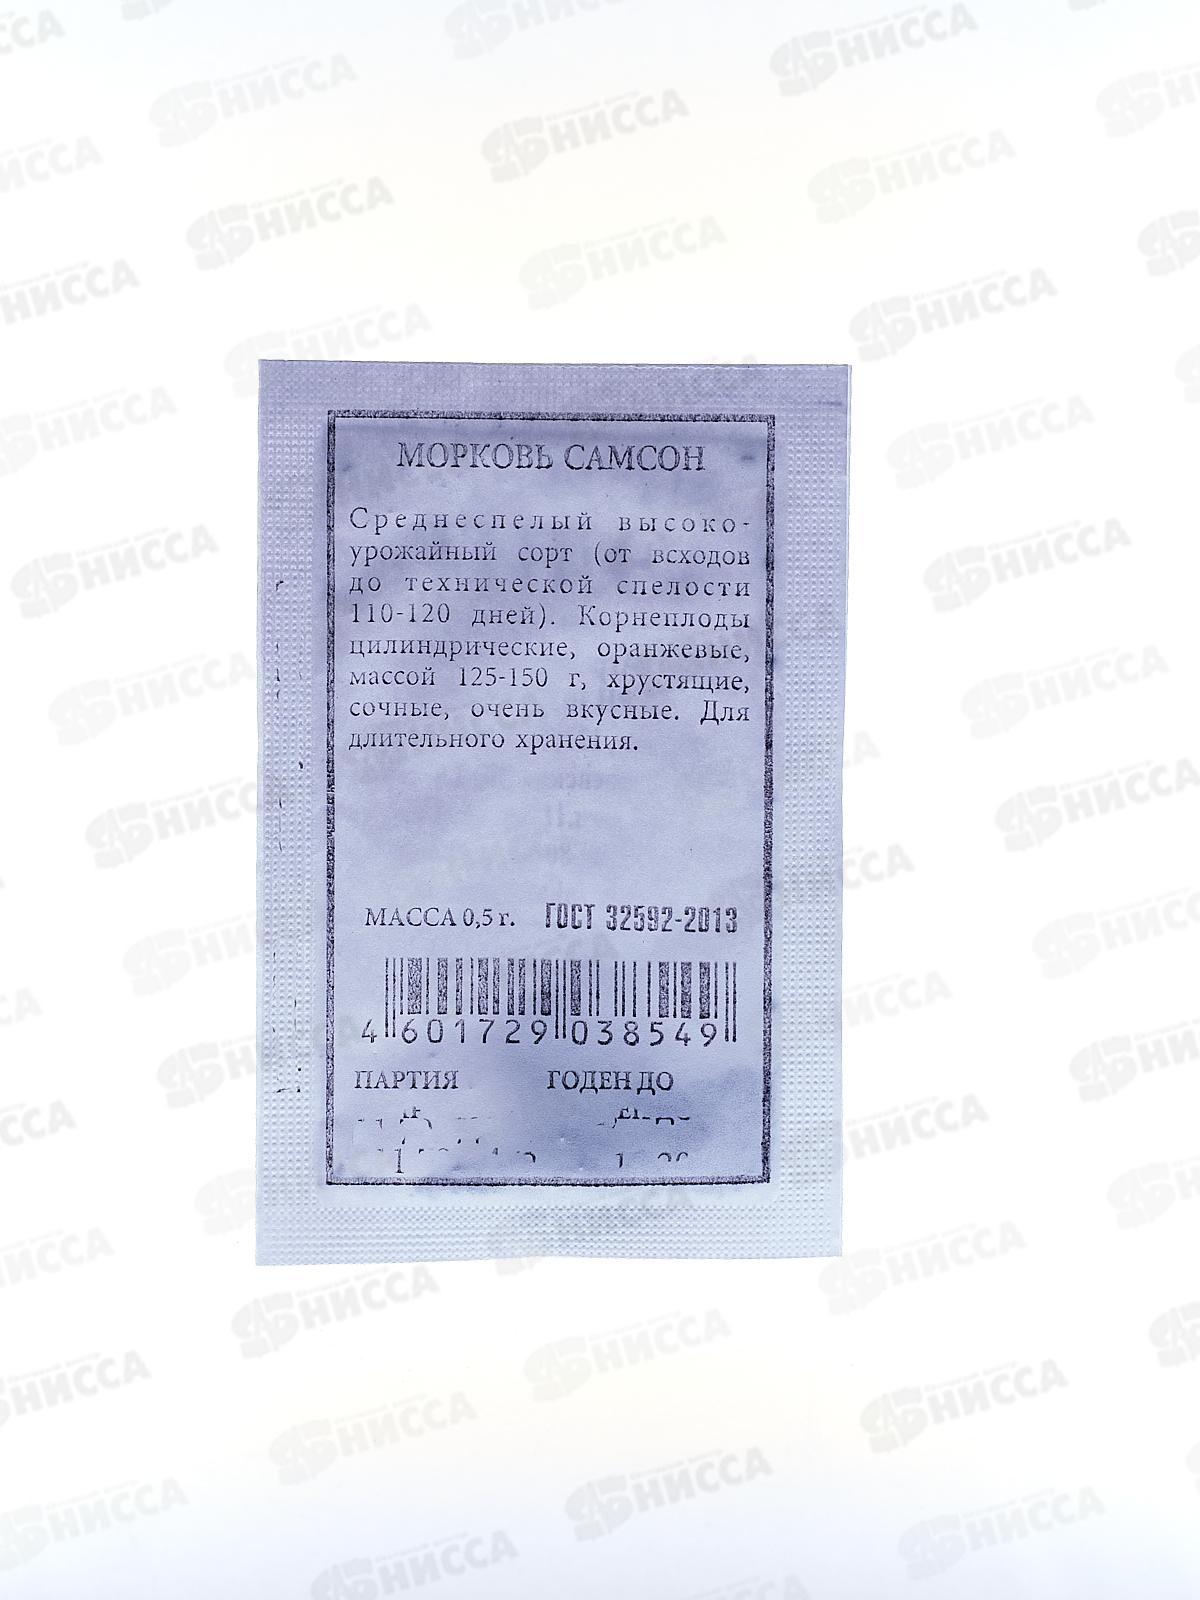 МОРКОВЬ САМСОН
Среднеспелый высоко-
урожайный сорт (от всходов
до технической спелости
110-120 дней). Корнеплоды
цилиндрические, оранжевые,
массой 125-150 г, хрустящие,
сочные, очень вкусные. Для
длительного хранения.
МАССА 0,5 г. ГОСТ 32592-2013
4 601729 038549
ПАРТИЯ ГОДЕН ДО